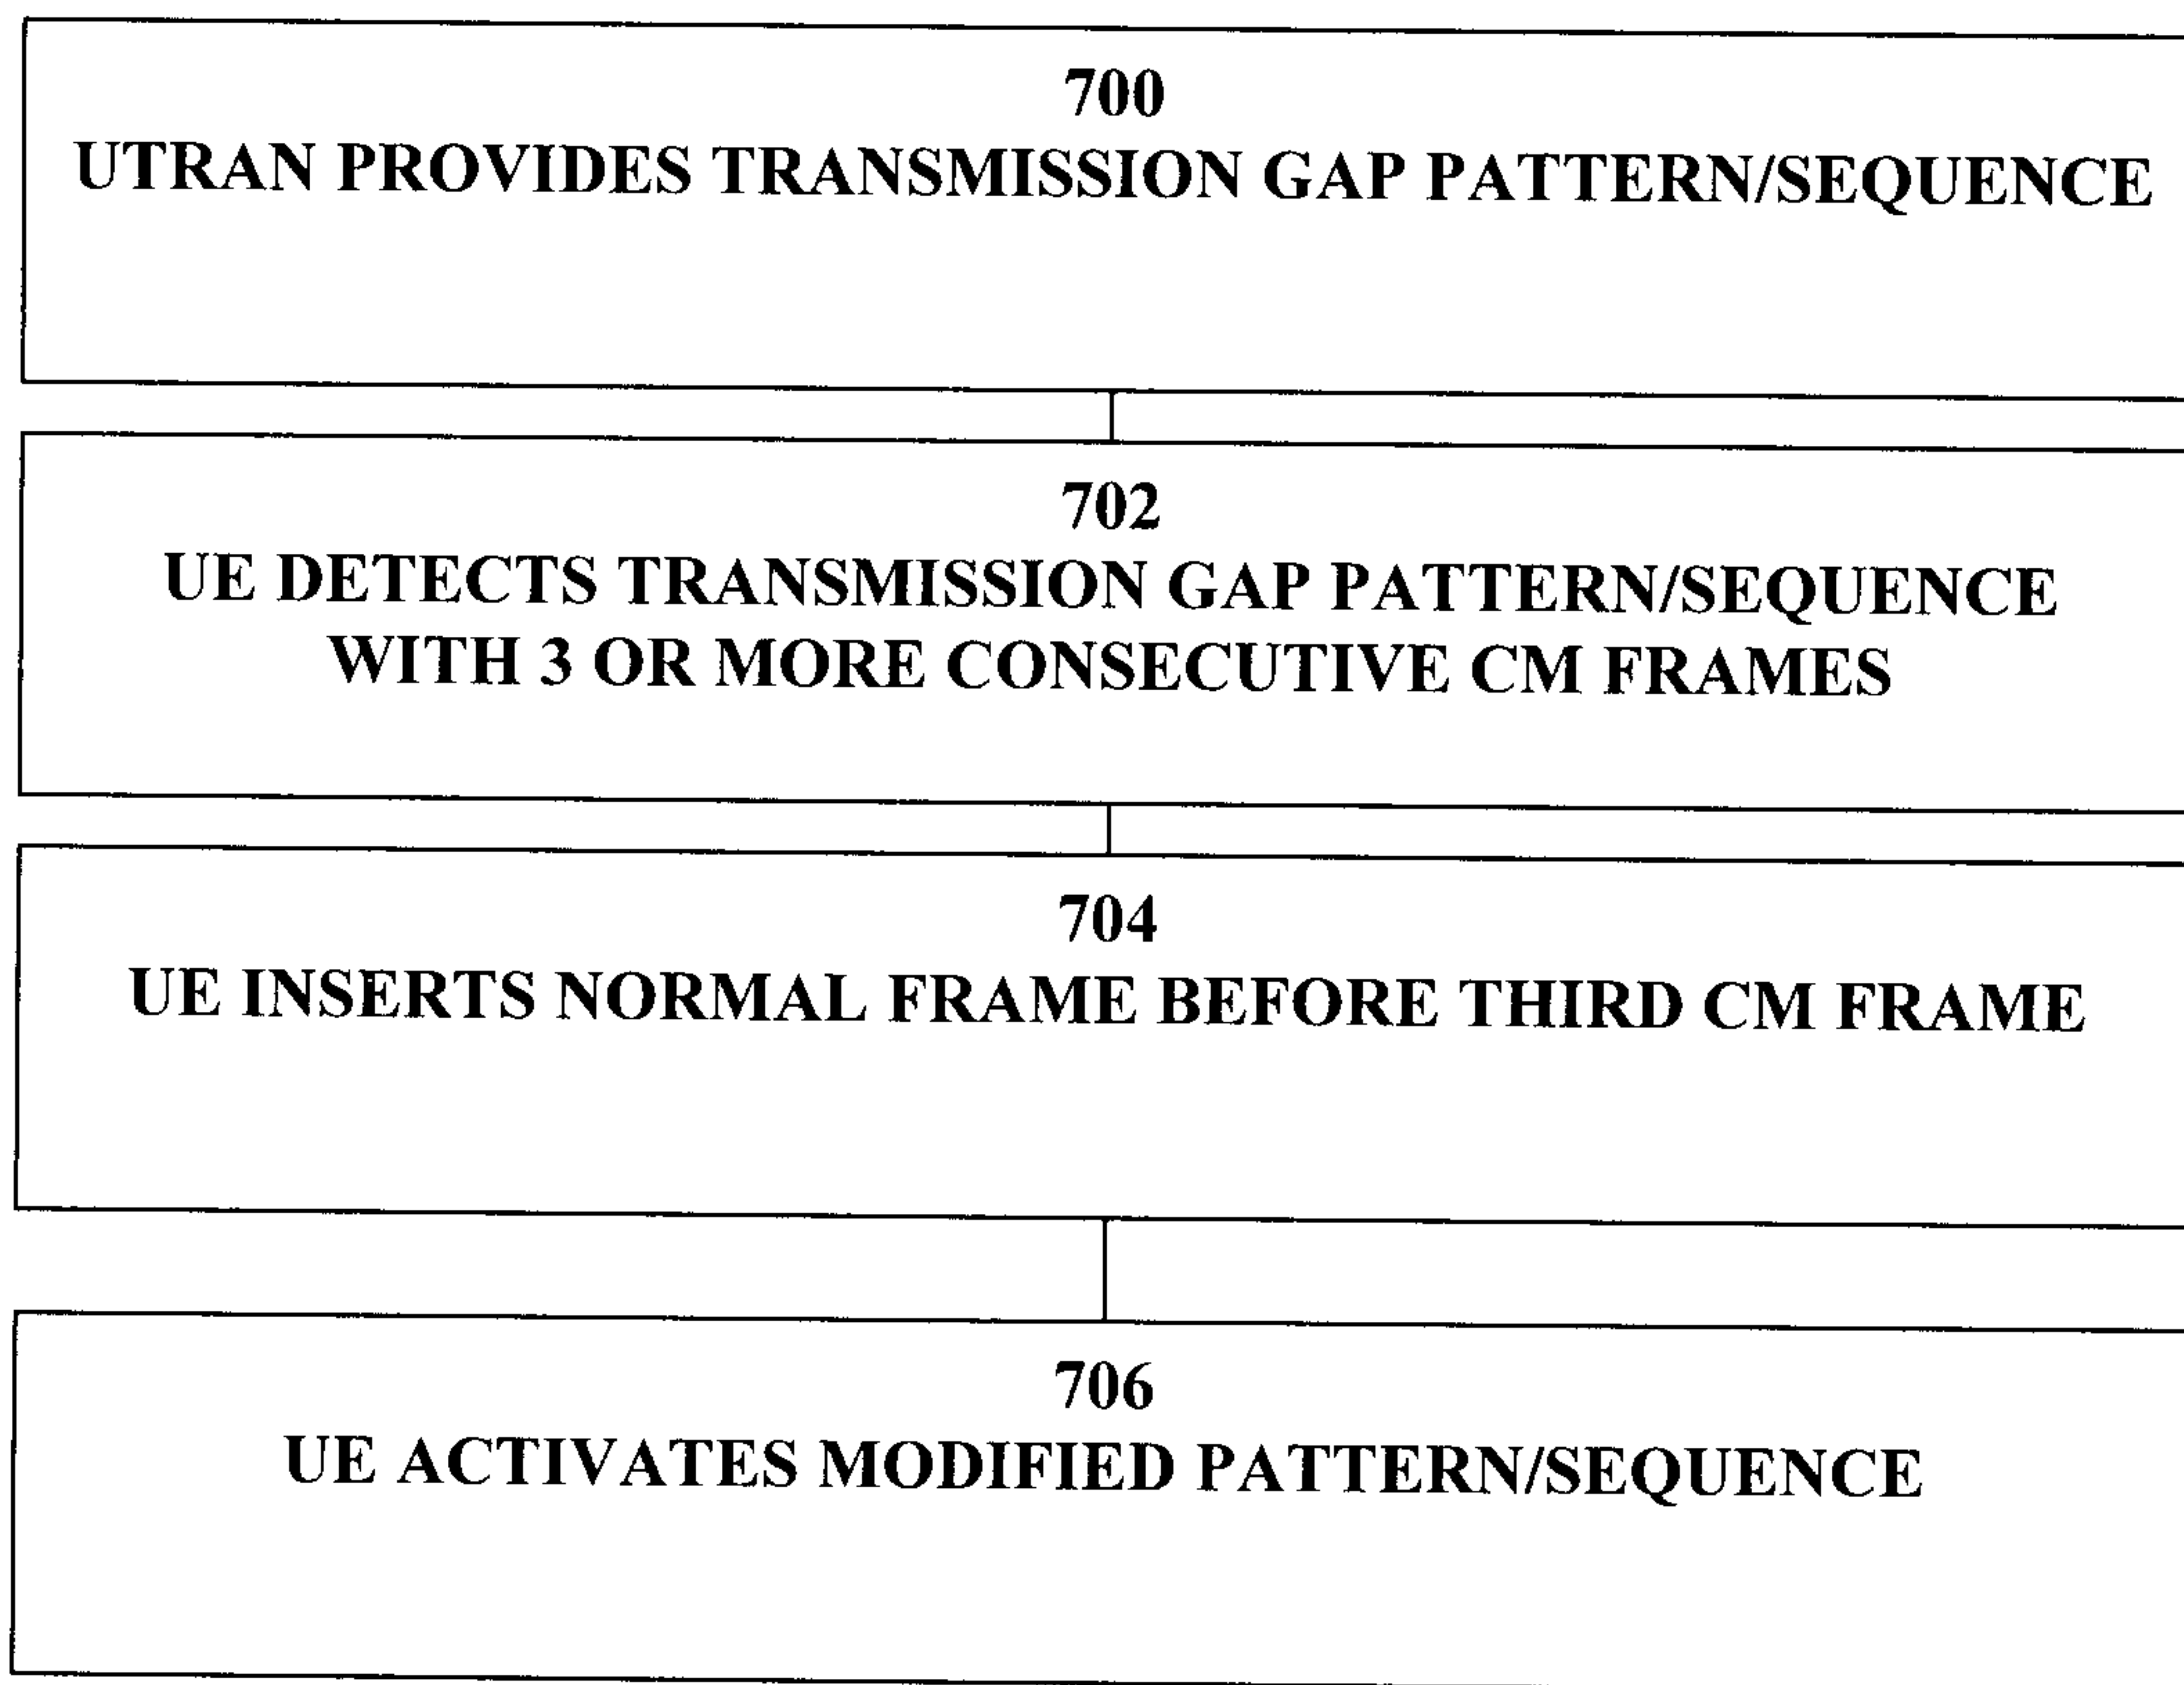 700
UTRAN PROVIDES TRANSMISSION GAP PATTERN/SEQUENCE
702
UE DETECTS TRANSMISSION GAP PATTERN/SEQUENCE
WITH 3 OR MORE CONSECUTIVE CM FRAMES
704
UE INSERTS NORMAL FRAME BEFORE THIRD CM FRAME
706
UE ACTIVATES MODIFIED PATTERN/SEQUENCE